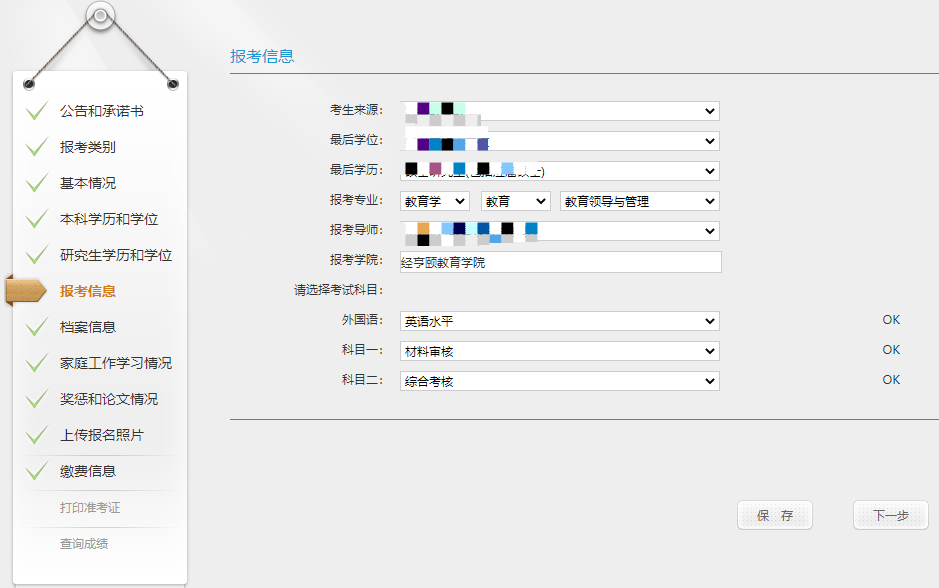 公告和承诺书
报考类别
基本情况
本科学历和学位
研究生学历和学位
报考信息
档案信息
家庭工作学习情况
奖惩和论文情况
上传报名照片
缴费信息
打印准考证
查询成绩
报考信息
考生来源:
最后学位:
最后学历:
报考专业: 教育学 教育 教育领导与管理
报考导师:
报考学院: 经亨颐教育学院
请选择考试科目:
外国语: 英语水平 OK
科目一: 材料审核 OK
科目二: 综合考核 OK
保 存 下一步